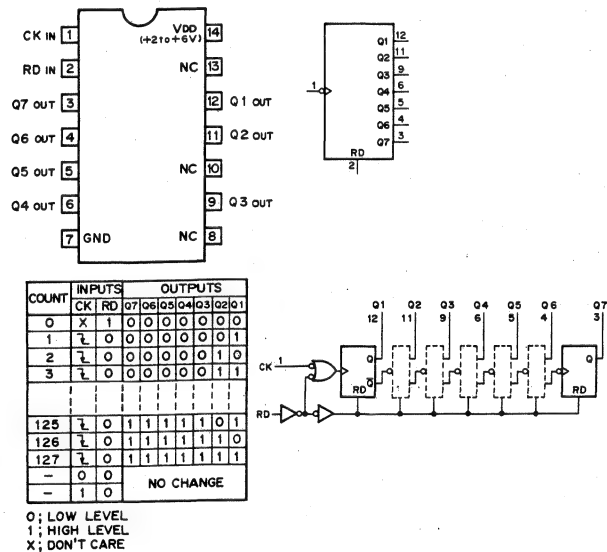 CK IN 1
VDD 14
(+2 TO +6V)
RD IN 2
NC 13
Q7 OUT 3
12 Q1 OUT
Q6 OUT 4
11 Q2 OUT
Q5 OUT 5
NC 10
Q4 OUT 6
9 Q3 OUT
7 GND
NC 8
1
Q1 12
Q2 11
Q3 9
Q4 6
Q5 5
Q6 4
Q7 3
RD
2
COUNT INPUTS OUTPUTS
CK RD Q7 Q6 Q5 Q4 Q3 Q2 Q1
0 X 1 0 0 0 0 0 0 0
1 0 0 0 0 0 0 0 1
2 0 0 0 0 0 0 1 0
3 0 0 0 0 0 0 1 1
125 0 1 1 1 1 1 0 1
126 0 1 1 1 1 1 1 0
127 0 1 1 1 1 1 1 1
– 0 0 NO CHANGE
– 1 0
O ; LOW LEVEL
1 ; HIGH LEVEL
X ; DON'T CARE
Q1 Q2 Q3 Q4 Q5 Q6 Q7
12 11 9 6 5 4 3
CK 1
Q Q
Q
RD RD
RD